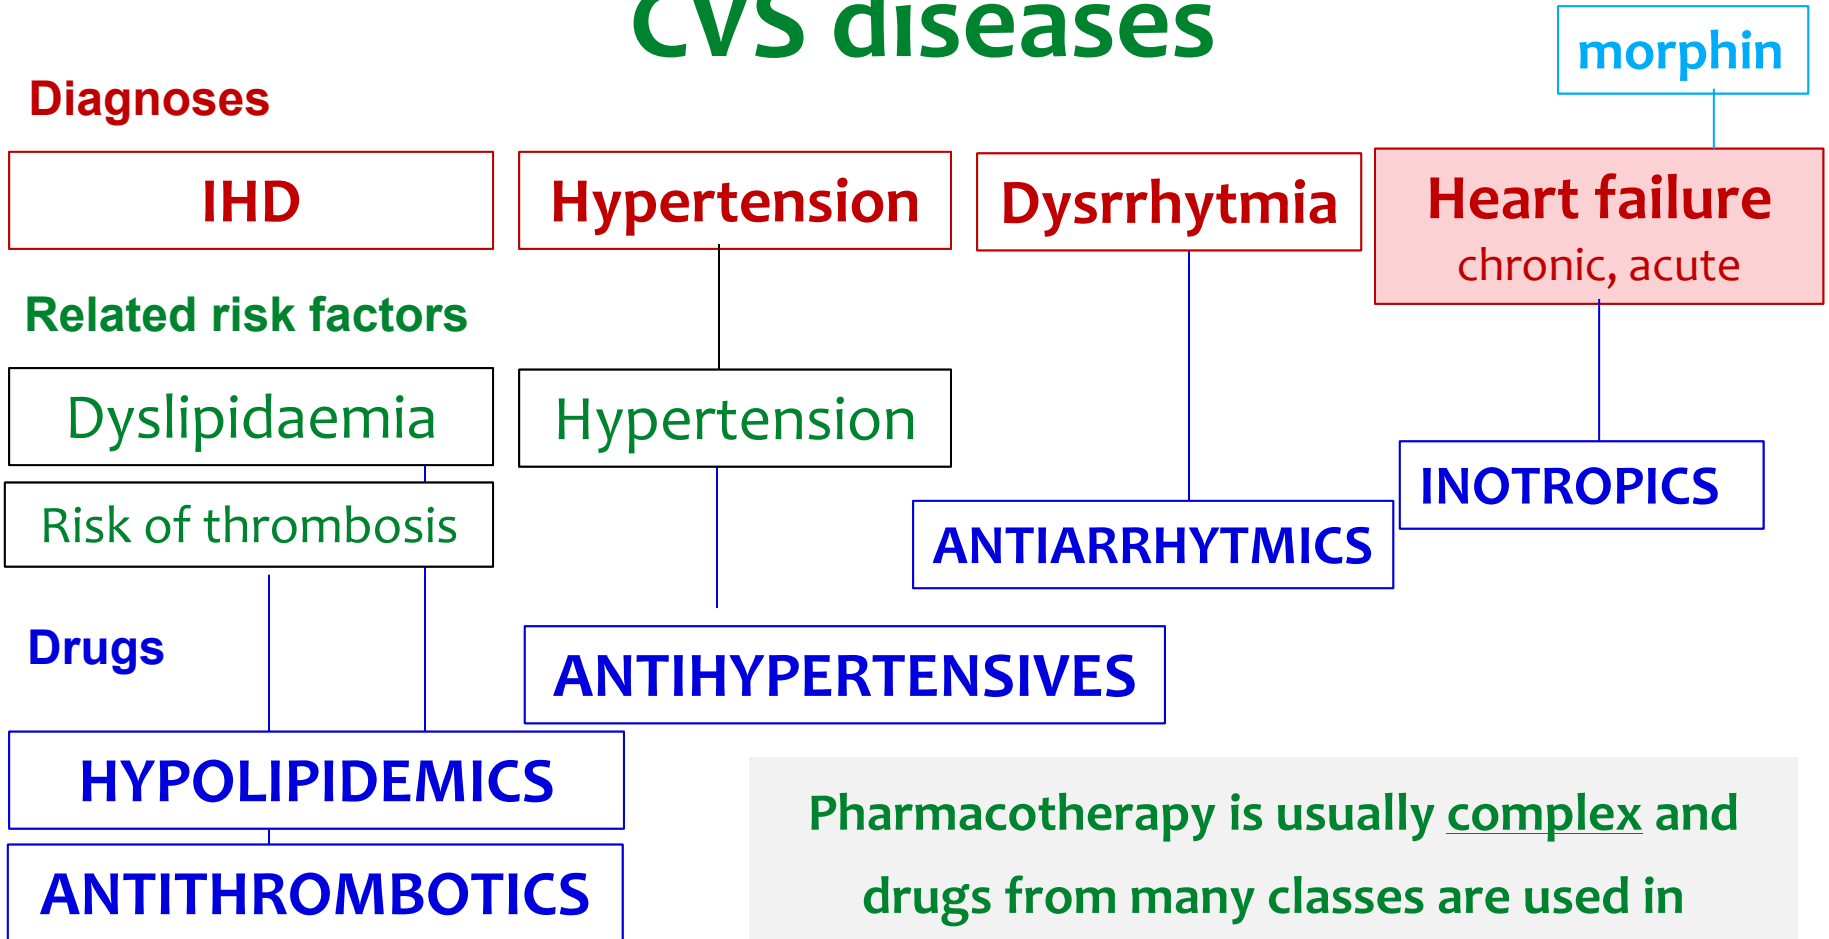 CVS diseases
morphin
Diagnoses
IHD
Hypertension
Dysrrhytmia
Heart failure
chronic, acute
Related risk factors
Dyslipidaemia
Hypertension
Risk of thrombosis
INOTROPICS
ANTIARRHYTMICS
Drugs
ANTIHYPERTENSIVES
HYPOLIPIDEMICS
ANTITHROMBOTICS
Pharmacotherapy is usually complex and
drugs from many classes are used in